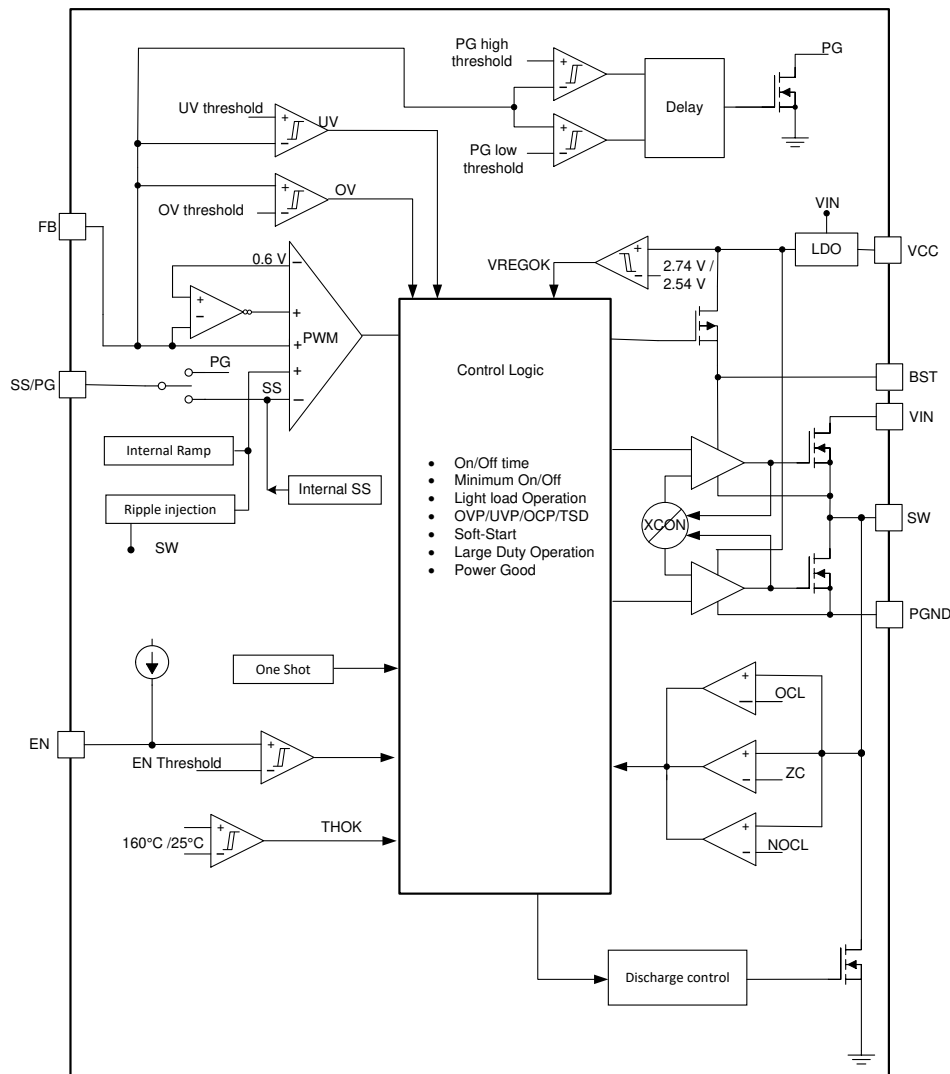 PG high
threshold
PG
UV threshold
UV
Delay
PG low
threshold
OV
OV threshold
VIN
FB
LDO
VCC
0.6 V
VREGOK
2.74 V /
2.54 V
PWM
PG
SS/PG
SS
Control Logic
BST
VIN
Internal Ramp
Internal SS
Ripple injection
SW
• On/Off time
• Minimum On/Off
• Light load Operation
• OVP/UVP/OCP/TSD
• Soft-Start
• Large Duty Operation
• Power Good
XCON
SW
PGND
One Shot
OCL
EN
EN Threshold
ZC
THOK
160°C /25°C
NOCL
Discharge control